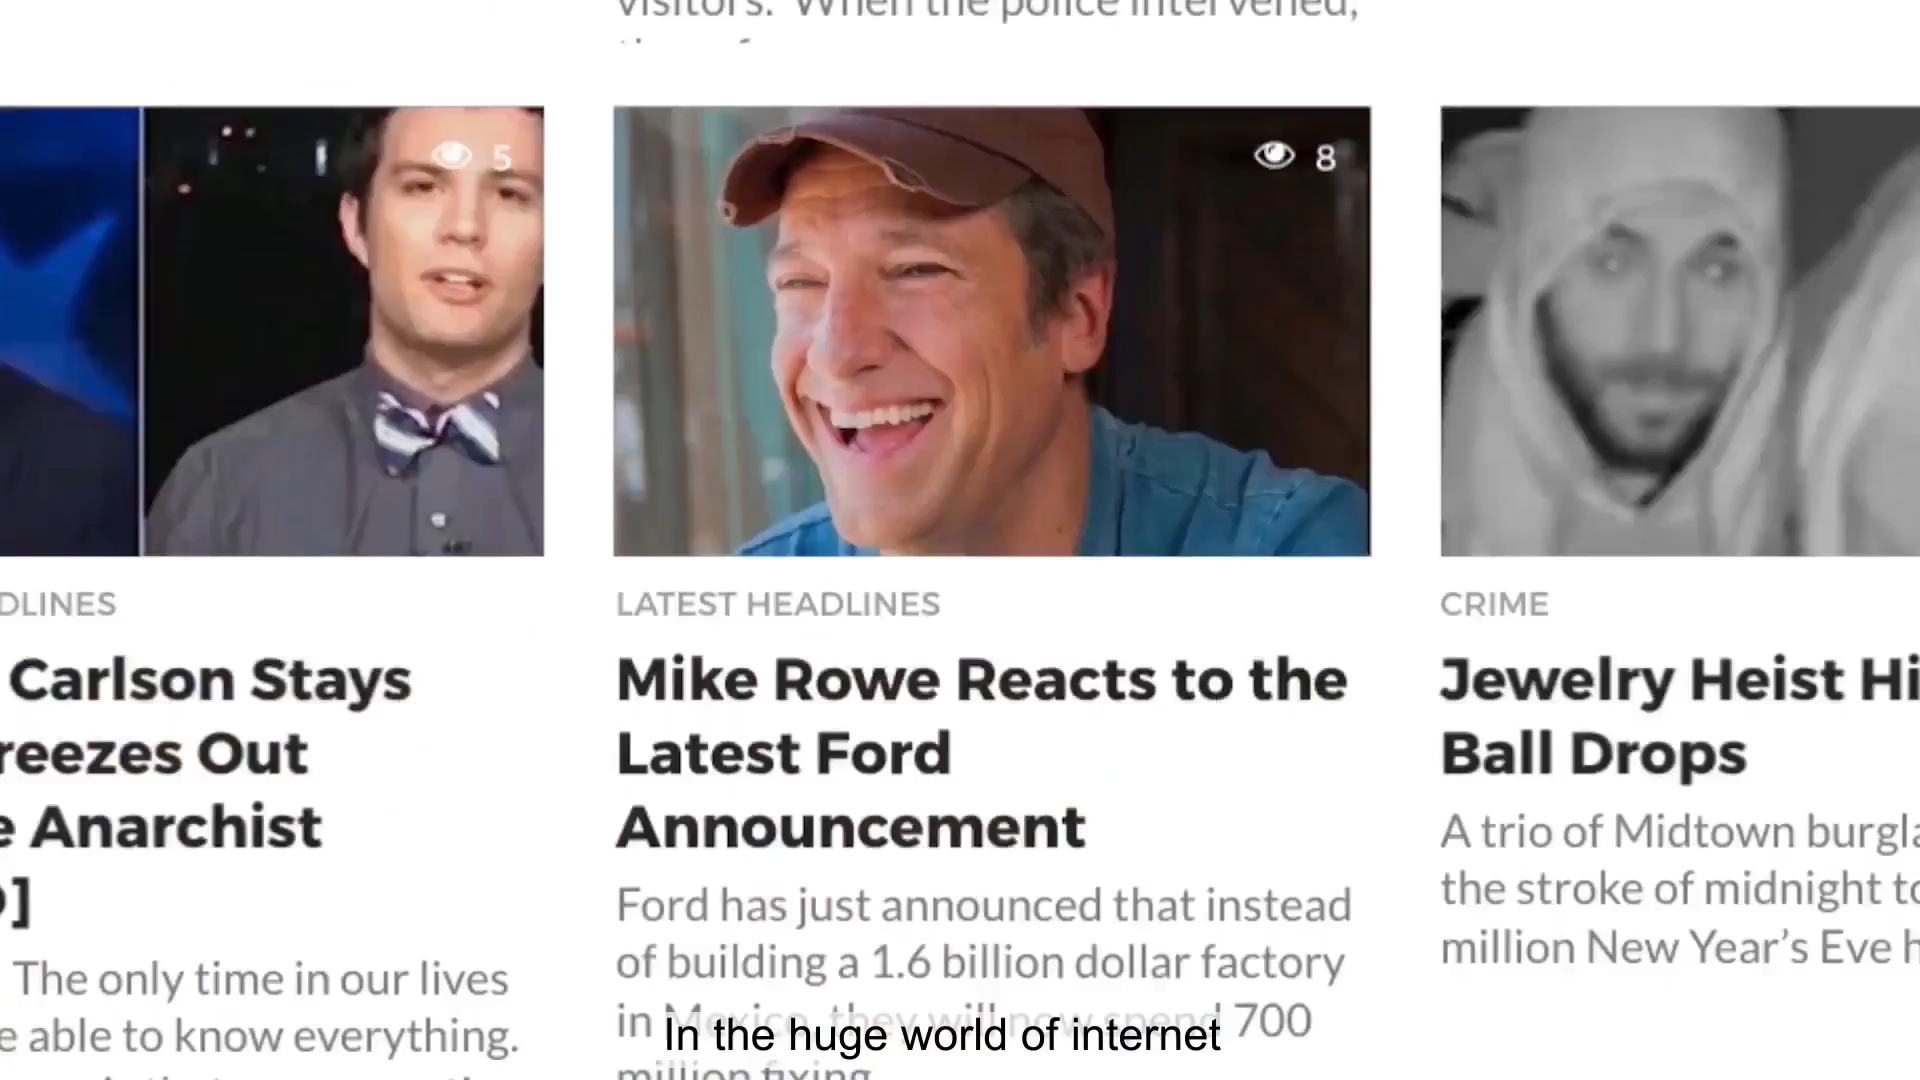 visitors. When the police intervened,
5
8
DLINES
Carlson Stays
reezes Out
e Anarchist
]
The only time in our lives
e able to know everything.
LATEST HEADLINES
Mike Rowe Reacts to the
Latest Ford
Announcement
Ford has just announced that instead
of building a 1.6 billion dollar factory
in Mexico, they will now spend 700
million fixing
CRIME
Jewelry Heist Hi
Ball Drops
A trio of Midtown burgla
the stroke of midnight to
million New Year's Eve h
In the huge world of internet